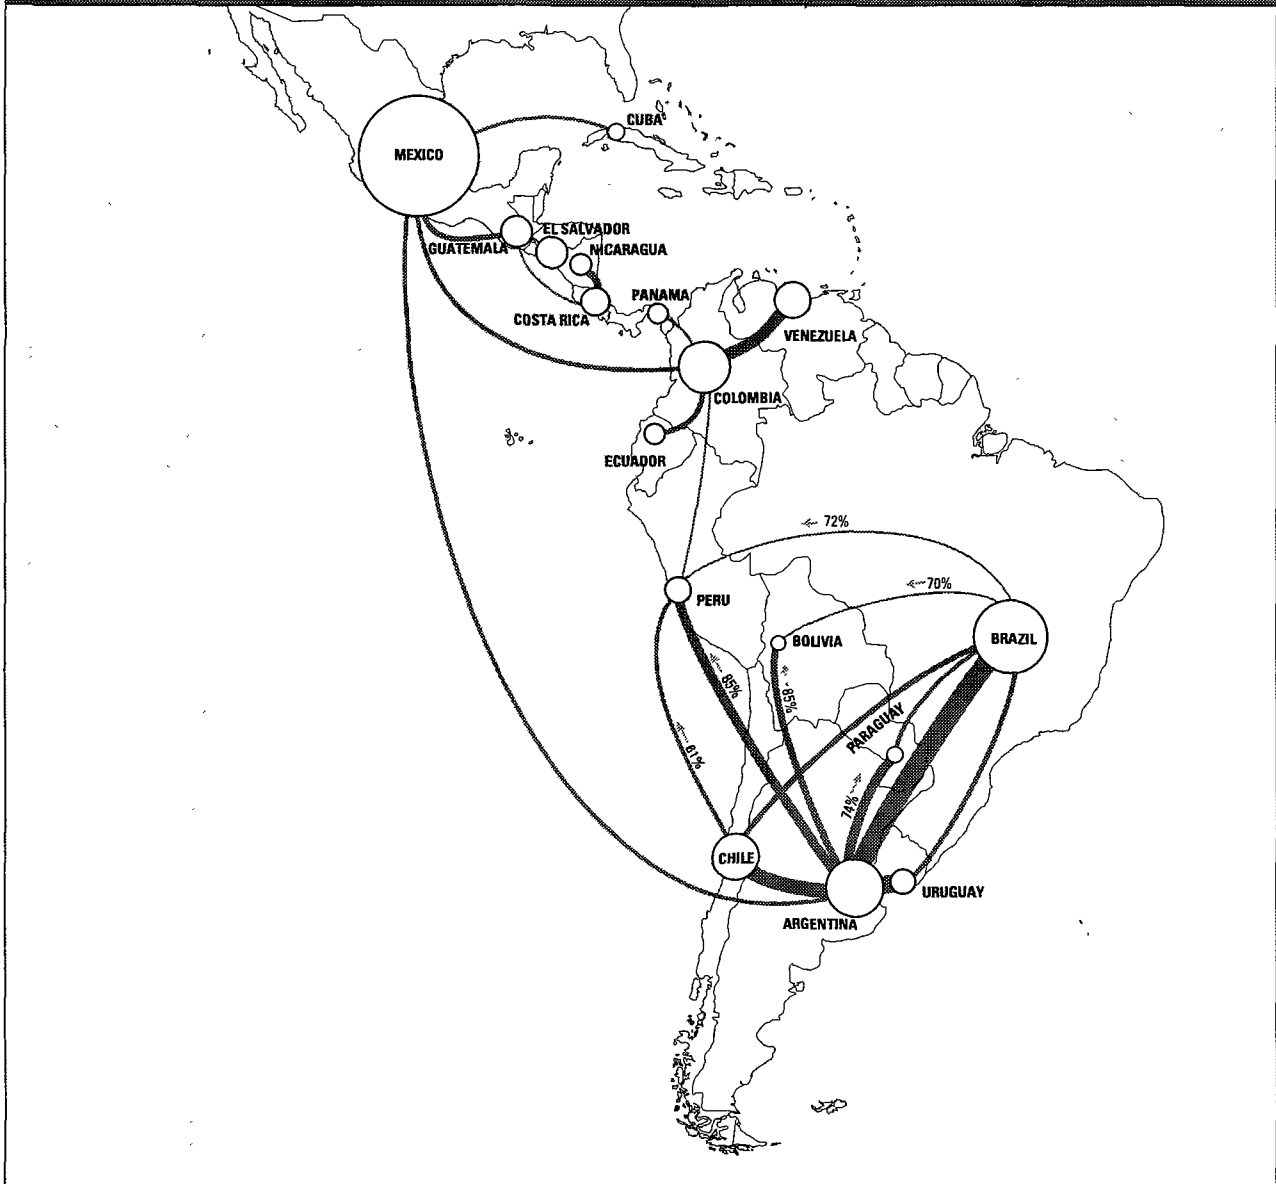 CUBA
MEXICO
EL SALVADOR
GUATEMALA
NICARAGUA
PANAMA
COSTA RICA
VENEZUELA
COLOMBIA
ECUADOR
72%
70%
PERU
BRAZIL
BOLIVIA
85%
85%
PARAGUAY
81%
74%
CHILE
URUGUAY
ARGENTINA